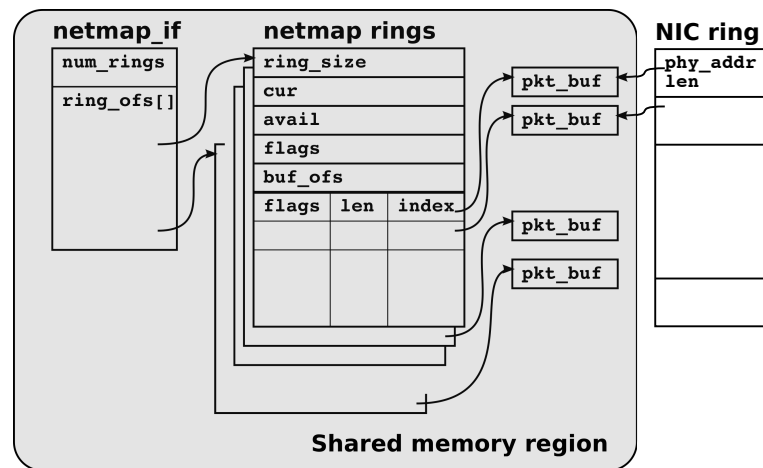 netmap_if
num_rings
ring_ofs[]
netmap rings
ring_size
cur
avail
flags
buf_ofs
flags len index
pkt_buf
pkt_buf
pkt_buf
pkt_buf
NIC ring
phy_addr
len
Shared memory region